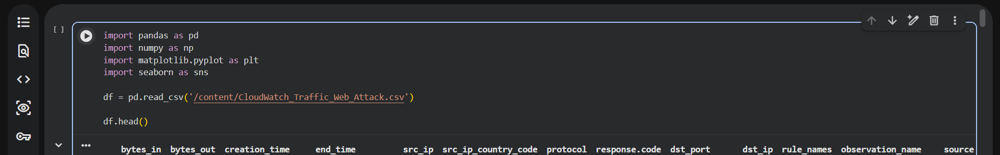 [ ]
import pandas as pd
import numpy as np
import matplotlib.pyplot as plt
import seaborn as sns
df = pd.read_csv('/content/CloudWatch_Traffic_Web_Attack.csv')
df.head()
bytes_in bytes_out creation_time end_time src_ip src_ip_country_code protocol response.code dst_port dst_ip rule_names observation_name source